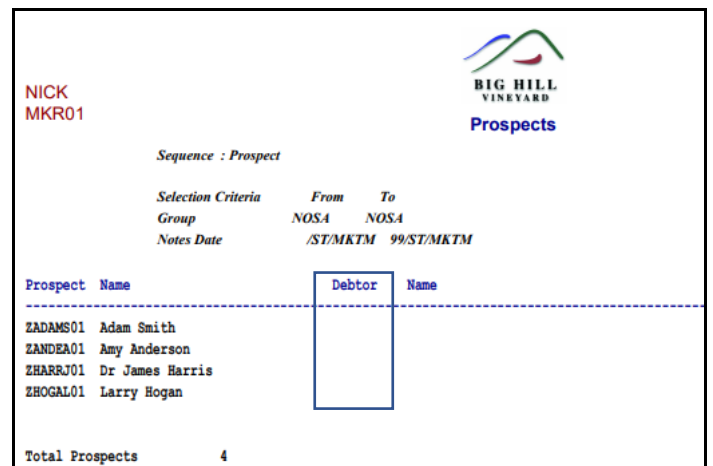 BIG HILL
VINEYARD
NICK
MKR01
Prospects
Sequence : Prospect
Selection Criteria From To
Group NOSA NOSA
Notes Date /ST/MKTM 99/ST/MKTM
Prospect Name Debtor Name
ZADAMS01 Adam Smith
ZANDEA01 Amy Anderson
ZHARRJ01 Dr James Harris
ZHOGAL01 Larry Hogan
Total Prospects 4